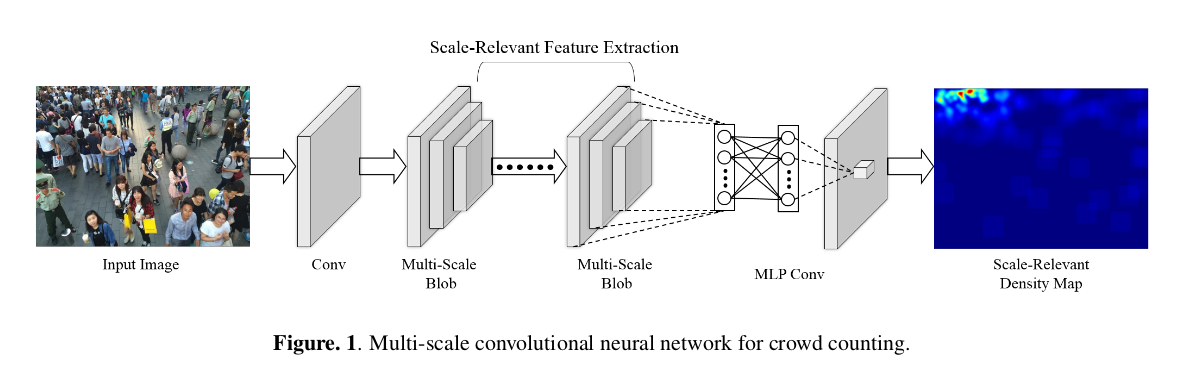 Scale-Relevant Feature Extraction
Input Image
Conv
Multi-Scale
Blob
Multi-Scale
Blob
MLP Conv
Scale-Relevant
Density Map
Figure. 1. Multi-scale convolutional neural network for crowd counting.